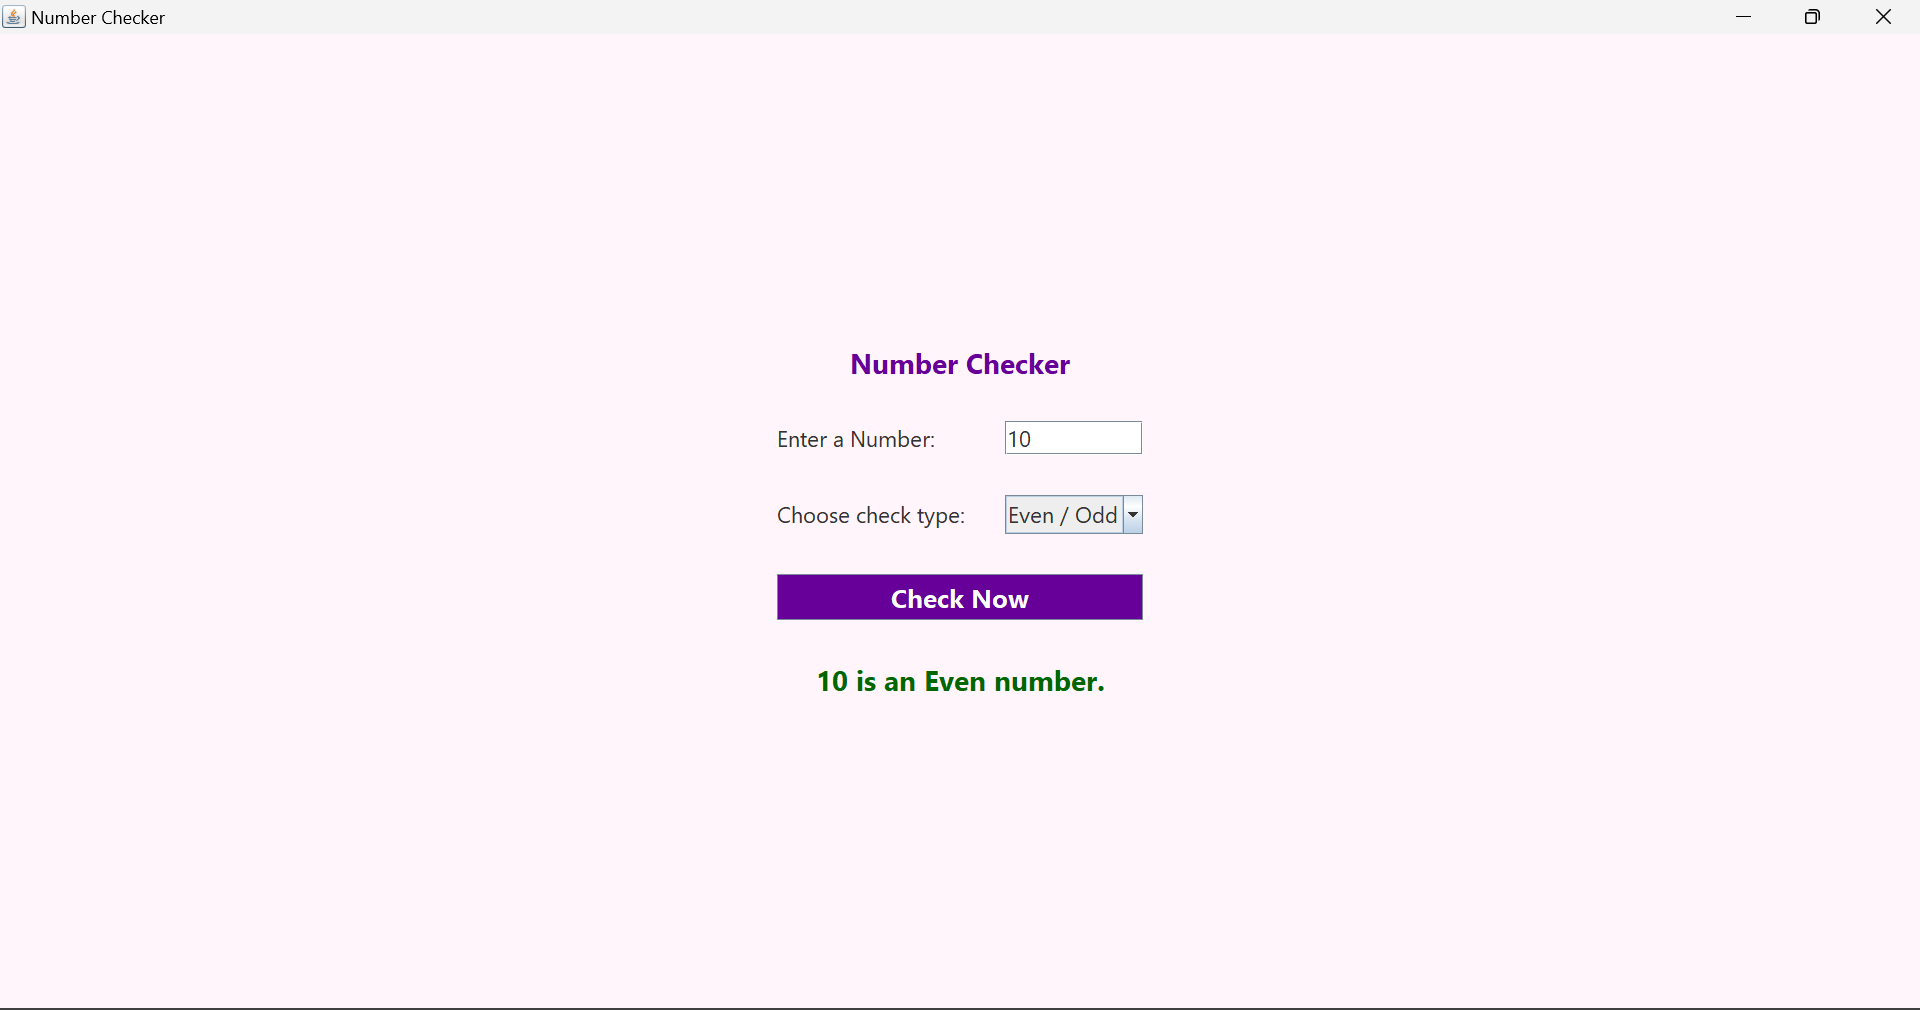 Number Checker
Number Checker
Enter a Number: 10
Choose check type: Even / Odd
Check Now
10 is an Even number.